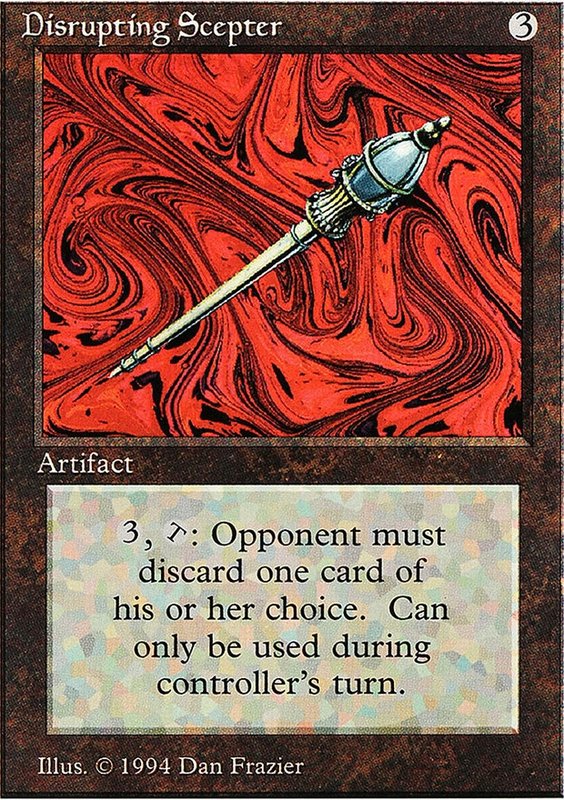 Disrupting Scepter 3
Artifact
3, T: Opponent must
discard one card of
his or her choice.  Can
only be used during
controller's turn.
Illus. © 1994 Dan Frazier